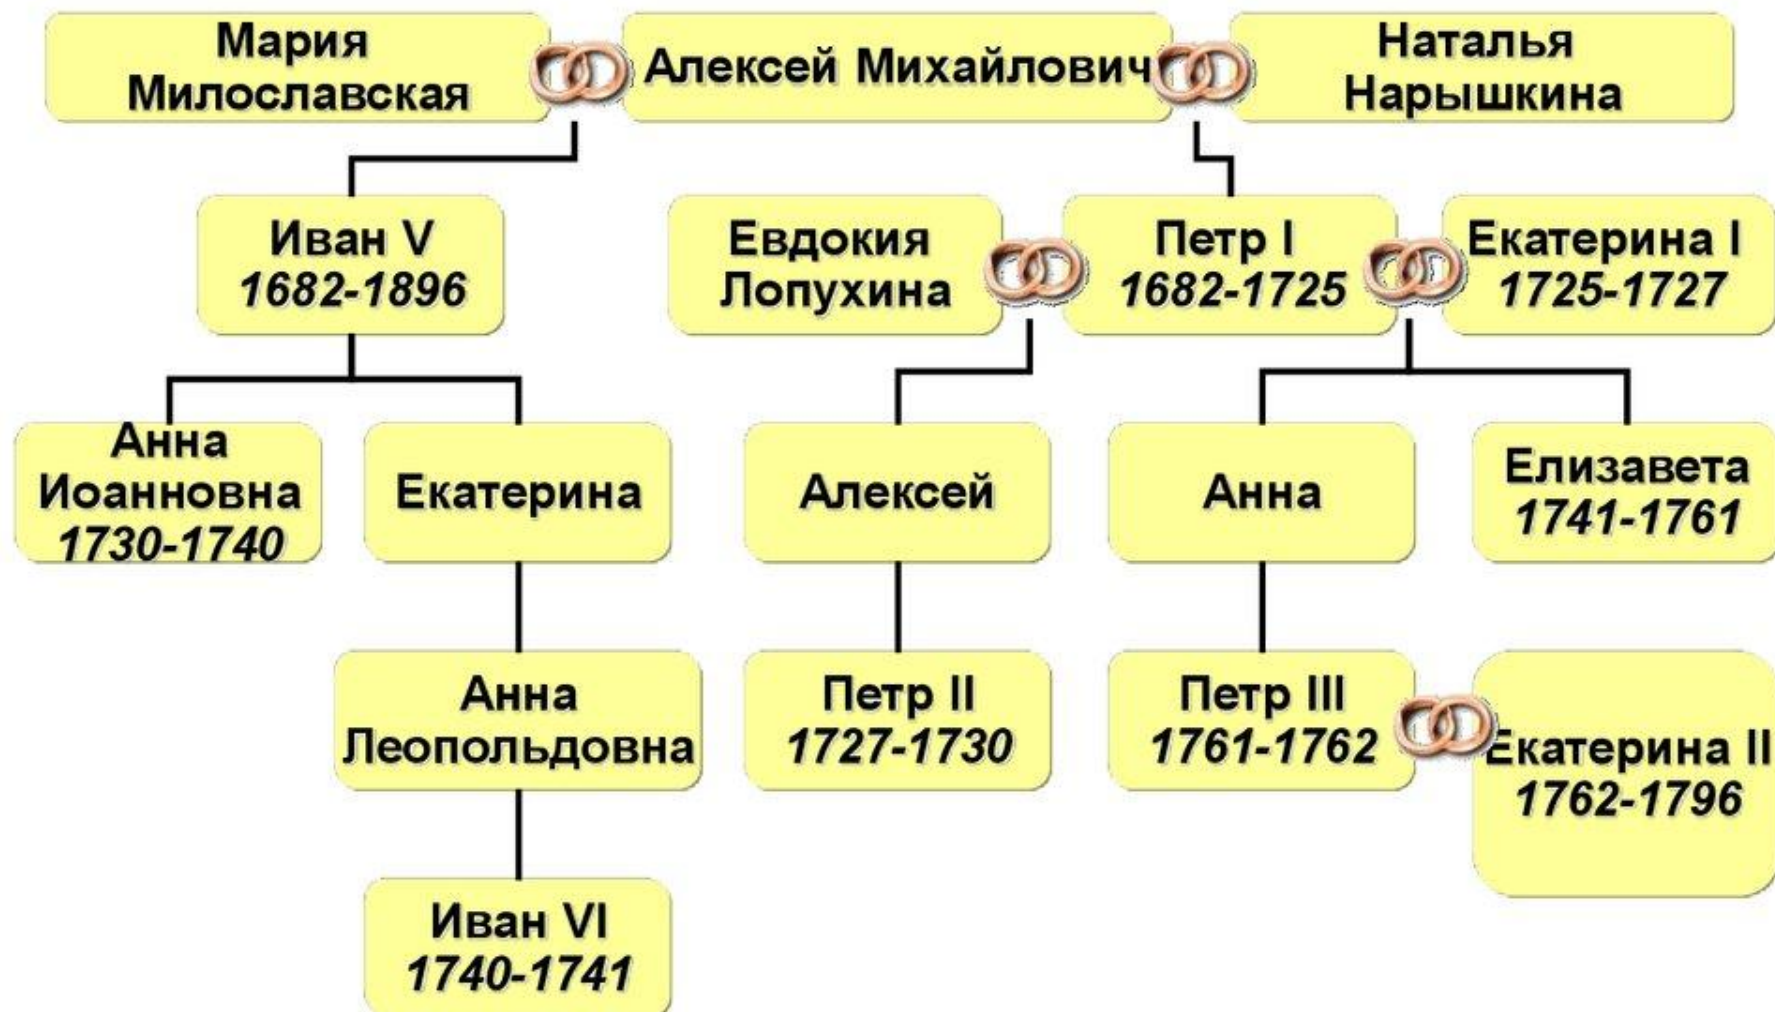 Мария
Милославская
Алексей Михайлович
Наталья
Нарышкина
Иван V
1682-1896
Евдокия
Лопухина
Петр I
1682-1725
Екатерина I
1725-1727
Анна
Иоанновна
1730-1740
Екатерина
Алексей
Анна
Елизавета
1741-1761
Анна
Леопольдовна
Петр II
1727-1730
Петр III
1761-1762
Екатерина II
1762-1796
Иван VI
1740-1741